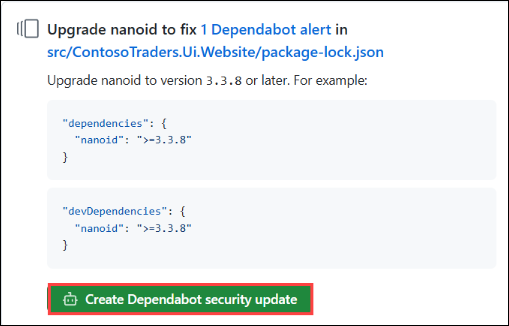 Upgrade nanoid to fix 1 Dependabot alert in
src/ContosoTraders.Ui.Website/package-lock.json
Upgrade nanoid to version 3.3.8 or later. For example:
"dependencies": {
  "nanoid": ">=3.3.8"
}
"devDependencies": {
  "nanoid": ">=3.3.8"
}
Create Dependabot security update